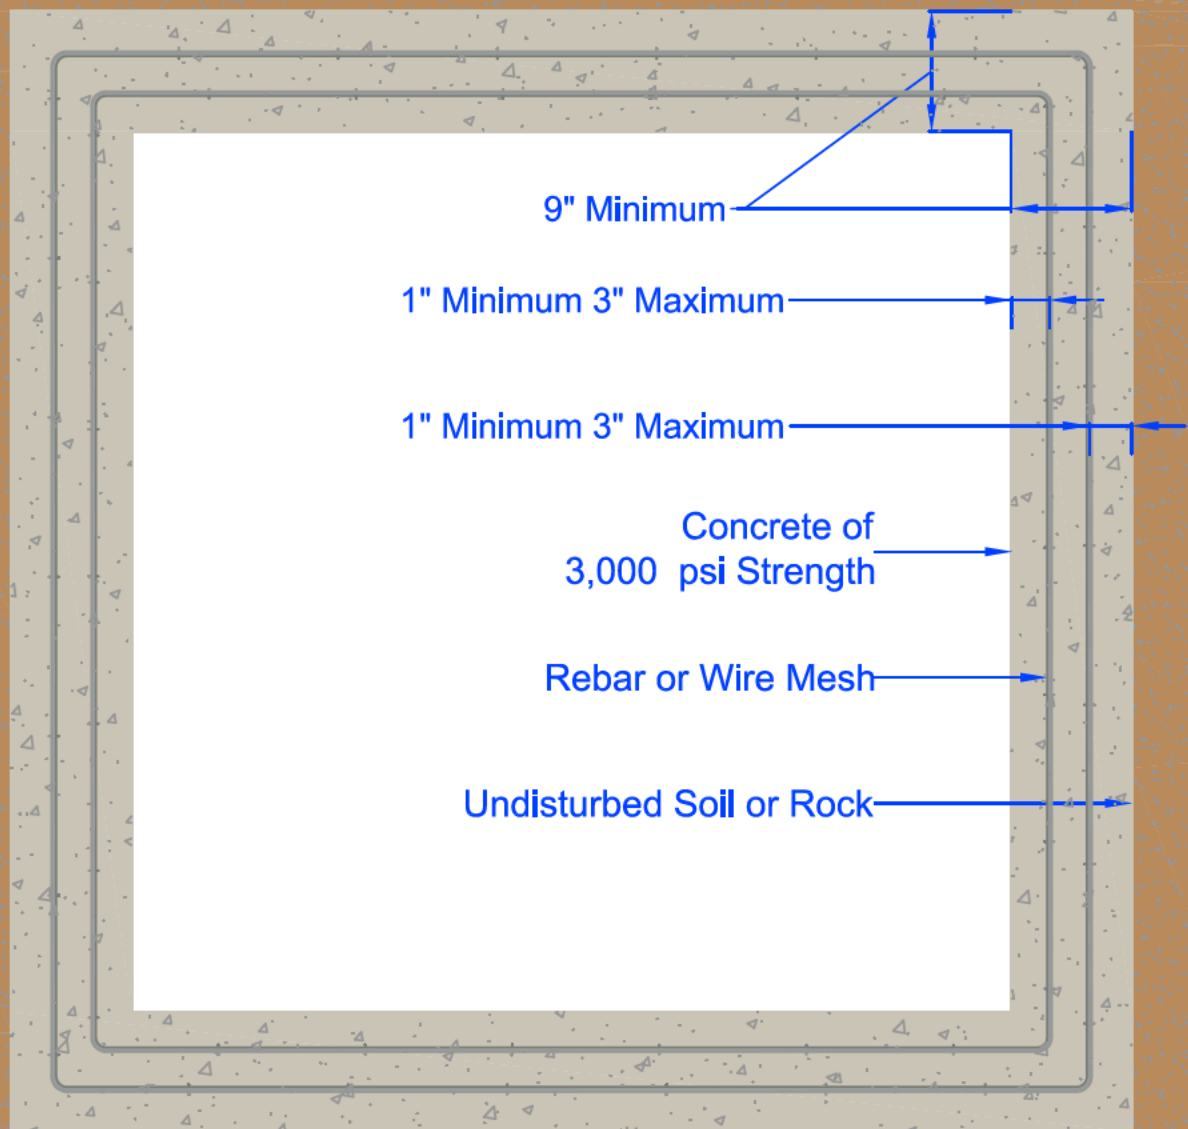 9" Minimum
1" Minimum 3" Maximum
1" Minimum 3" Maximum
Concrete of
3,000 psi Strength
Rebar or Wire Mesh
Undisturbed Soil or Rock